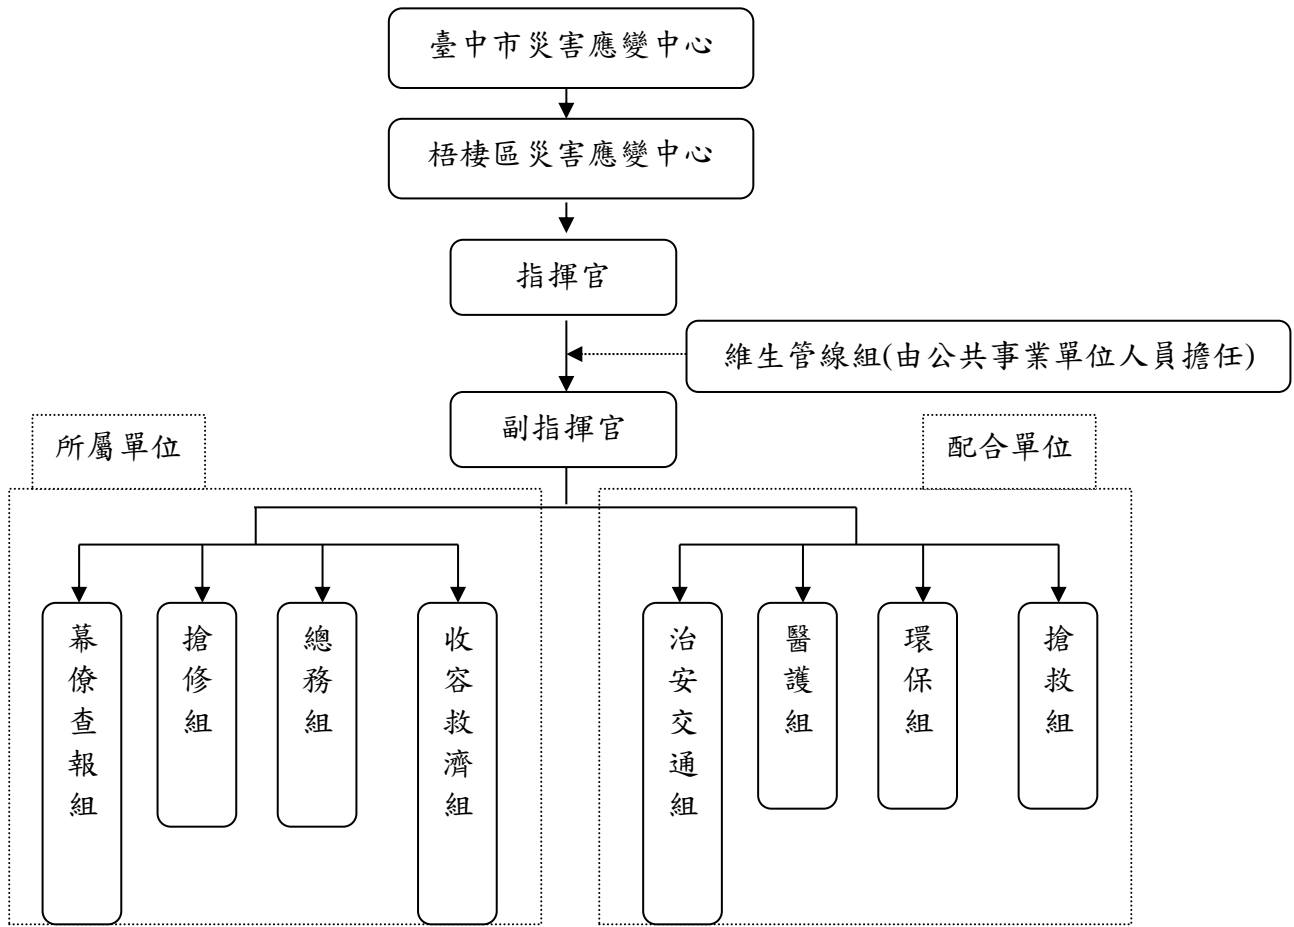 臺中市災害應變中心
梧棲區災害應變中心
指揮官
維生管線組(由公共事業單位人員擔任)
副指揮官
所屬單位
配合單位
幕僚查報組
搶修組
總務組
收容救濟組
治安交通組
醫護組
環保組
搶救組